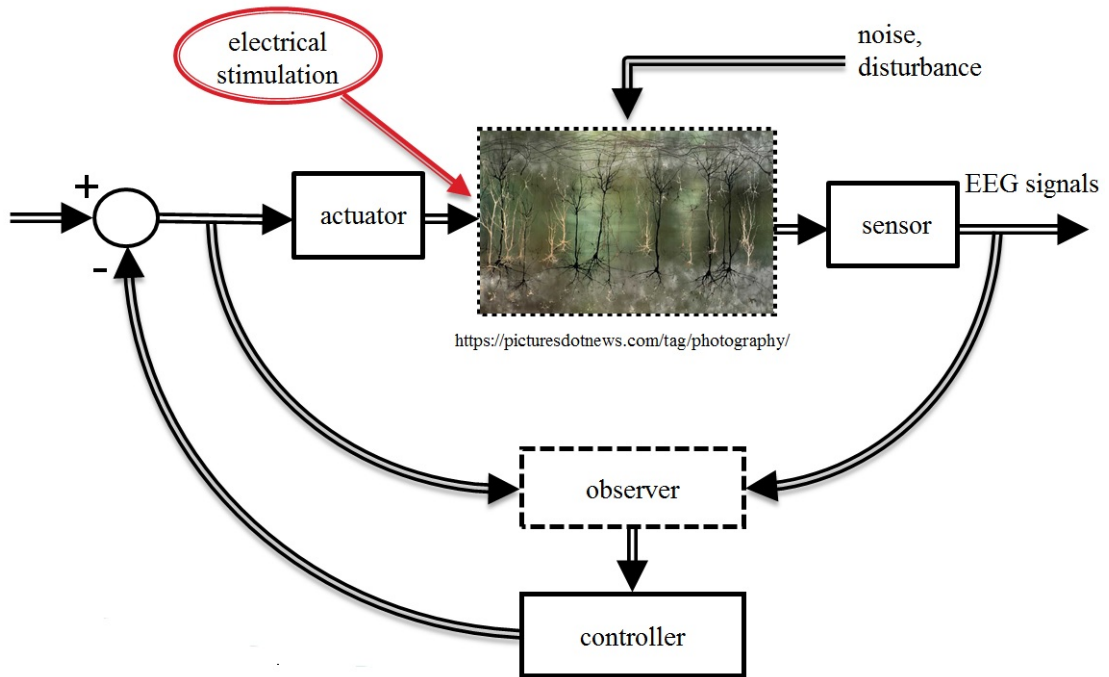 electrical
stimulation
noise,
disturbance
+
actuator
sensor
EEG signals
-
https://picturesdotnews.com/tag/photography/
observer
controller